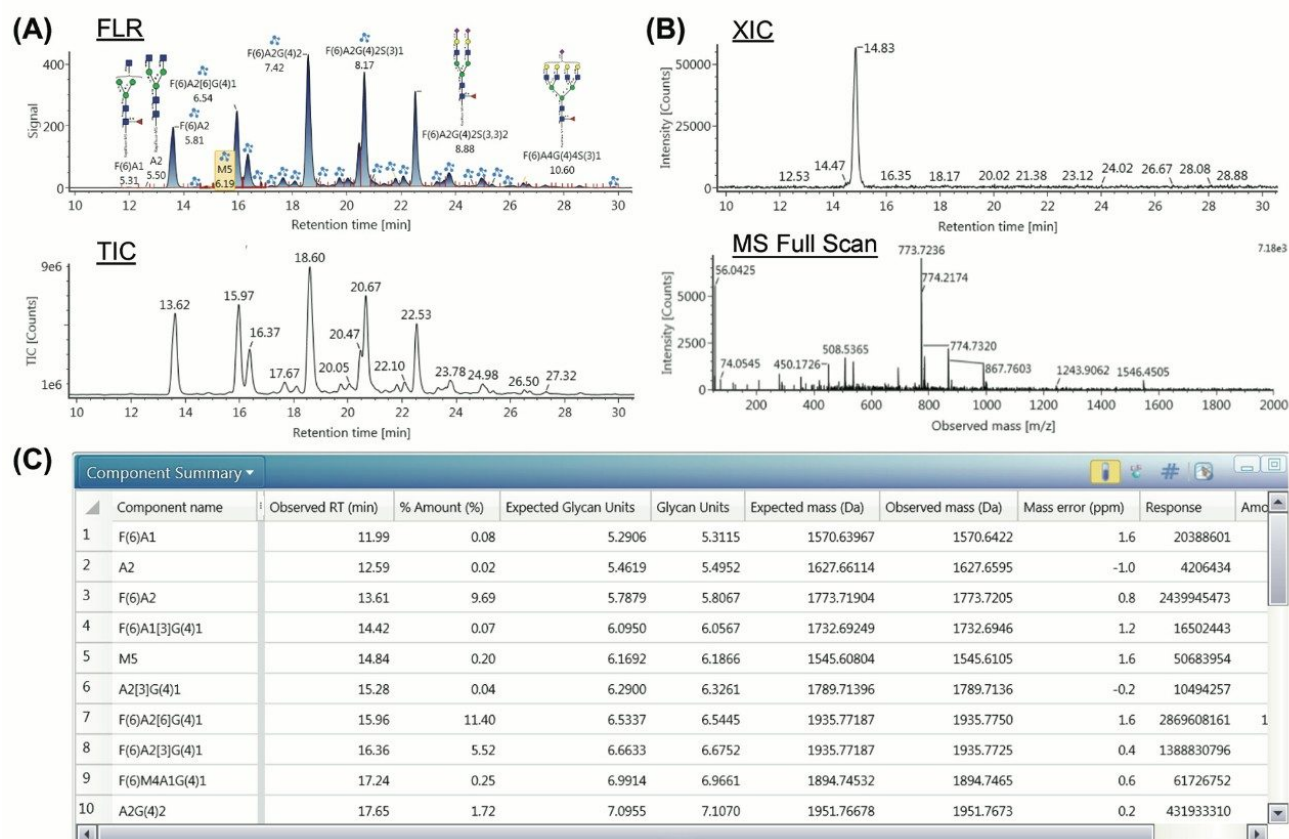 (A)
FLR
F(6)A2G(4)2
7.42
F(6)A2G(4)2S(3)1
8.17
F(6)A2[6]G(4)1
6.54
F(6)A2
5.81
F(6)A1
5.31
A2
5.50
M5
6.19
F(6)A2G(4)2S(3,3)2
8.88
F(6)A4G(4)4S(3)1
10.60
Signal
400
200
0
10 12 14 16 18 20 22 24 26 28 30
Retention time [min]
TIC
TIC [Counts]
9e6
1e6
13.62
15.97
16.37
17.67
18.60
20.05
20.47
20.67
22.10
22.53
23.78
24.98
26.50
27.32
10 12 14 16 18 20 22 24 26 28 30
Retention time [min]
(B)
XIC
Intensity [Counts]
50000
25000
0
14.83
12.53
14.47
16.35
18.17
20.02
21.38
23.12
24.02
26.67
28.08
28.88
10 12 14 16 18 20 22 24 26 28 30
Retention time [min]
MS Full Scan
7.18e3
Intensity [Counts]
5000
2500
0
56.0425
74.0545
450.1726
508.5365
773.7236
774.2174
774.7320
867.7603
1243.9062
1546.4505
200 400 600 800 1000 1200 1400 1600 1800 2000
Observed mass [m/z]
(C)
Component Summary
Component name Observed RT (min) % Amount (%) Expected Glycan Units Glycan Units Expected mass (Da) Observed mass (Da) Mass error (ppm) Response Amo
1 F(6)A1 11.99 0.08 5.2906 5.3115 1570.63967 1570.6422 1.6 20388601
2 A2 12.59 0.02 5.4619 5.4952 1627.66114 1627.6595 -1.0 4206434
3 F(6)A2 13.61 9.69 5.7879 5.8067 1773.71904 1773.7205 0.8 2439945473
4 F(6)A1[3]G(4)1 14.42 0.07 6.0950 6.0567 1732.69249 1732.6946 1.2 16502443
5 M5 14.84 0.20 6.1692 6.1866 1545.60804 1545.6105 1.6 50683954
6 A2[3]G(4)1 15.28 0.04 6.2900 6.3261 1789.71396 1789.7136 -0.2 10494257
7 F(6)A2[6]G(4)1 15.96 11.40 6.5337 6.5445 1935.77187 1935.7750 1.6 2869608161 1
8 F(6)A2[3]G(4)1 16.36 5.52 6.6633 6.6752 1935.77187 1935.7725 0.4 1388830796
9 F(6)M4A1G(4)1 17.24 0.25 6.9914 6.9661 1894.74532 1894.7465 0.6 61726752
10 A2G(4)2 17.65 1.72 7.0955 7.1070 1951.76678 1951.7673 0.2 431933310